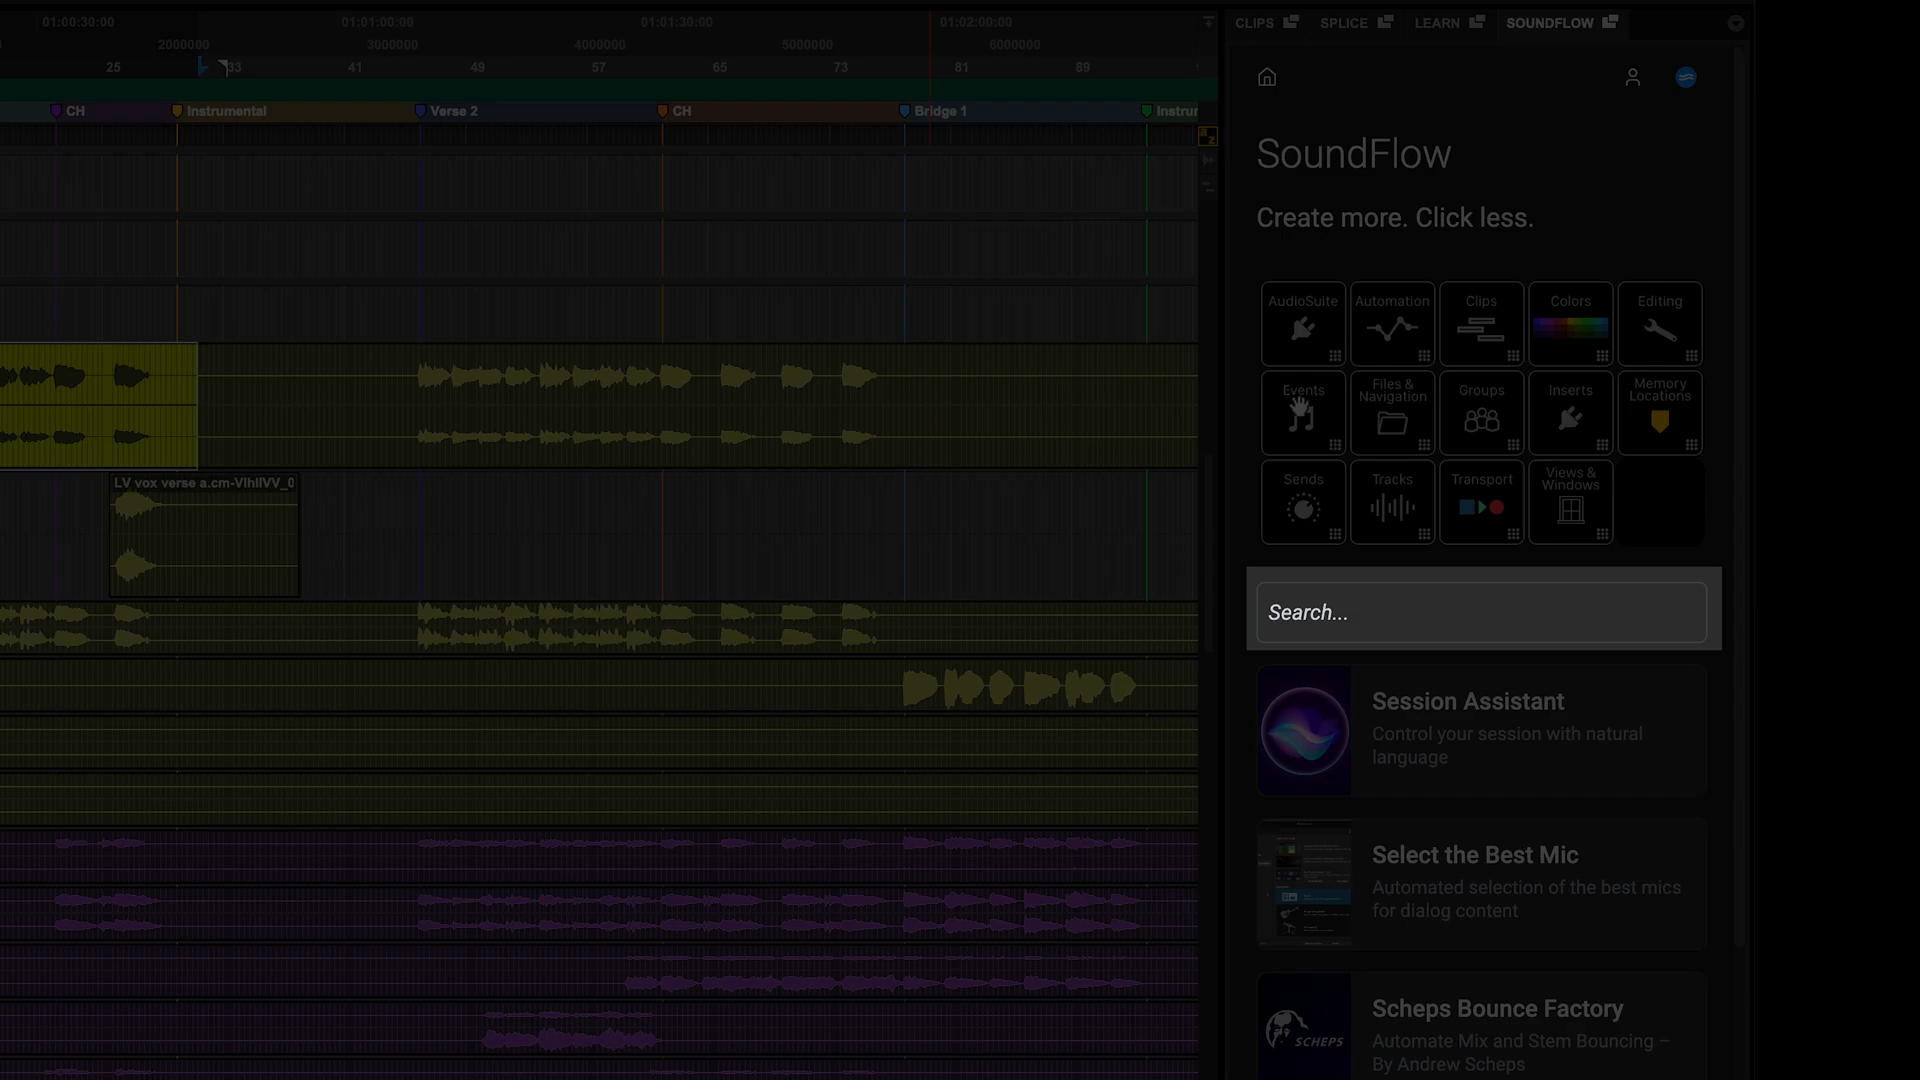 01:00:30:00 01:01:00:00 01:01:30:00 01:02:00:00
2000000 3000000 4000000 5000000 6000000
25 33 41 49 57 65 73 81 89
CH Instrumental Verse 2 CH Bridge 1 Instrur
LV vox verse a.cm-VIhIIVV_0
CLIPS SPLICE LEARN SOUNDFLOW
SoundFlow
Create more. Click less.
AudioSuite Automation Clips Colors Editing
Events Files & Navigation Groups Inserts Memory Locations
Sends Tracks Transport Views & Windows
Search...
Session Assistant
Control your session with natural
language
Select the Best Mic
Automated selection of the best mics
for dialog content
SCHEPS
Scheps Bounce Factory
Automate Mix and Stem Bouncing –
By Andrew Scheps